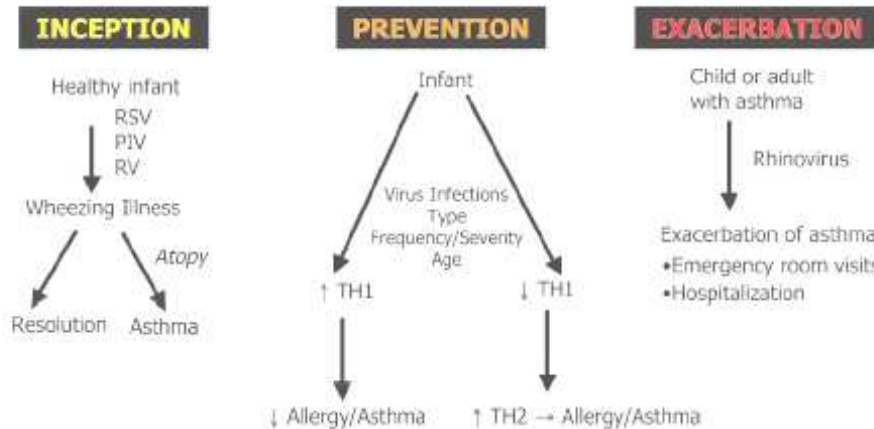 INCEPTION
Healthy infant
RSV
PIV
RV
Wheezing Illness
Atopy
Resolution
Asthma
PREVENTION
Infant
Virus Infections
Type
Frequency/Severity
Age
↑ TH1
↓ TH1
↓ Allergy/Asthma
↑ TH2 → Allergy/Asthma
EXACERBATION
Child or adult
with asthma
Rhinovirus
Exacerbation of asthma
•Emergency room visits
•Hospitalization